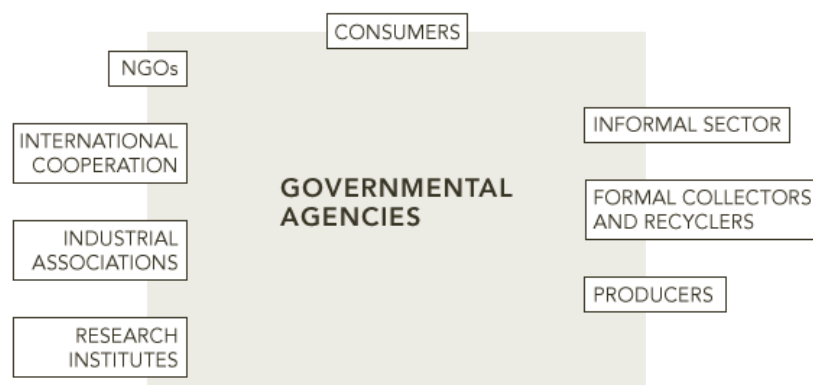 CONSUMERS
NGOs
INTERNATIONAL
COOPERATION
INDUSTRIAL
ASSOCIATIONS
RESEARCH
INSTITUTES
GOVERNMENTAL
AGENCIES
INFORMAL SECTOR
FORMAL COLLECTORS
AND RECYCLERS
PRODUCERS